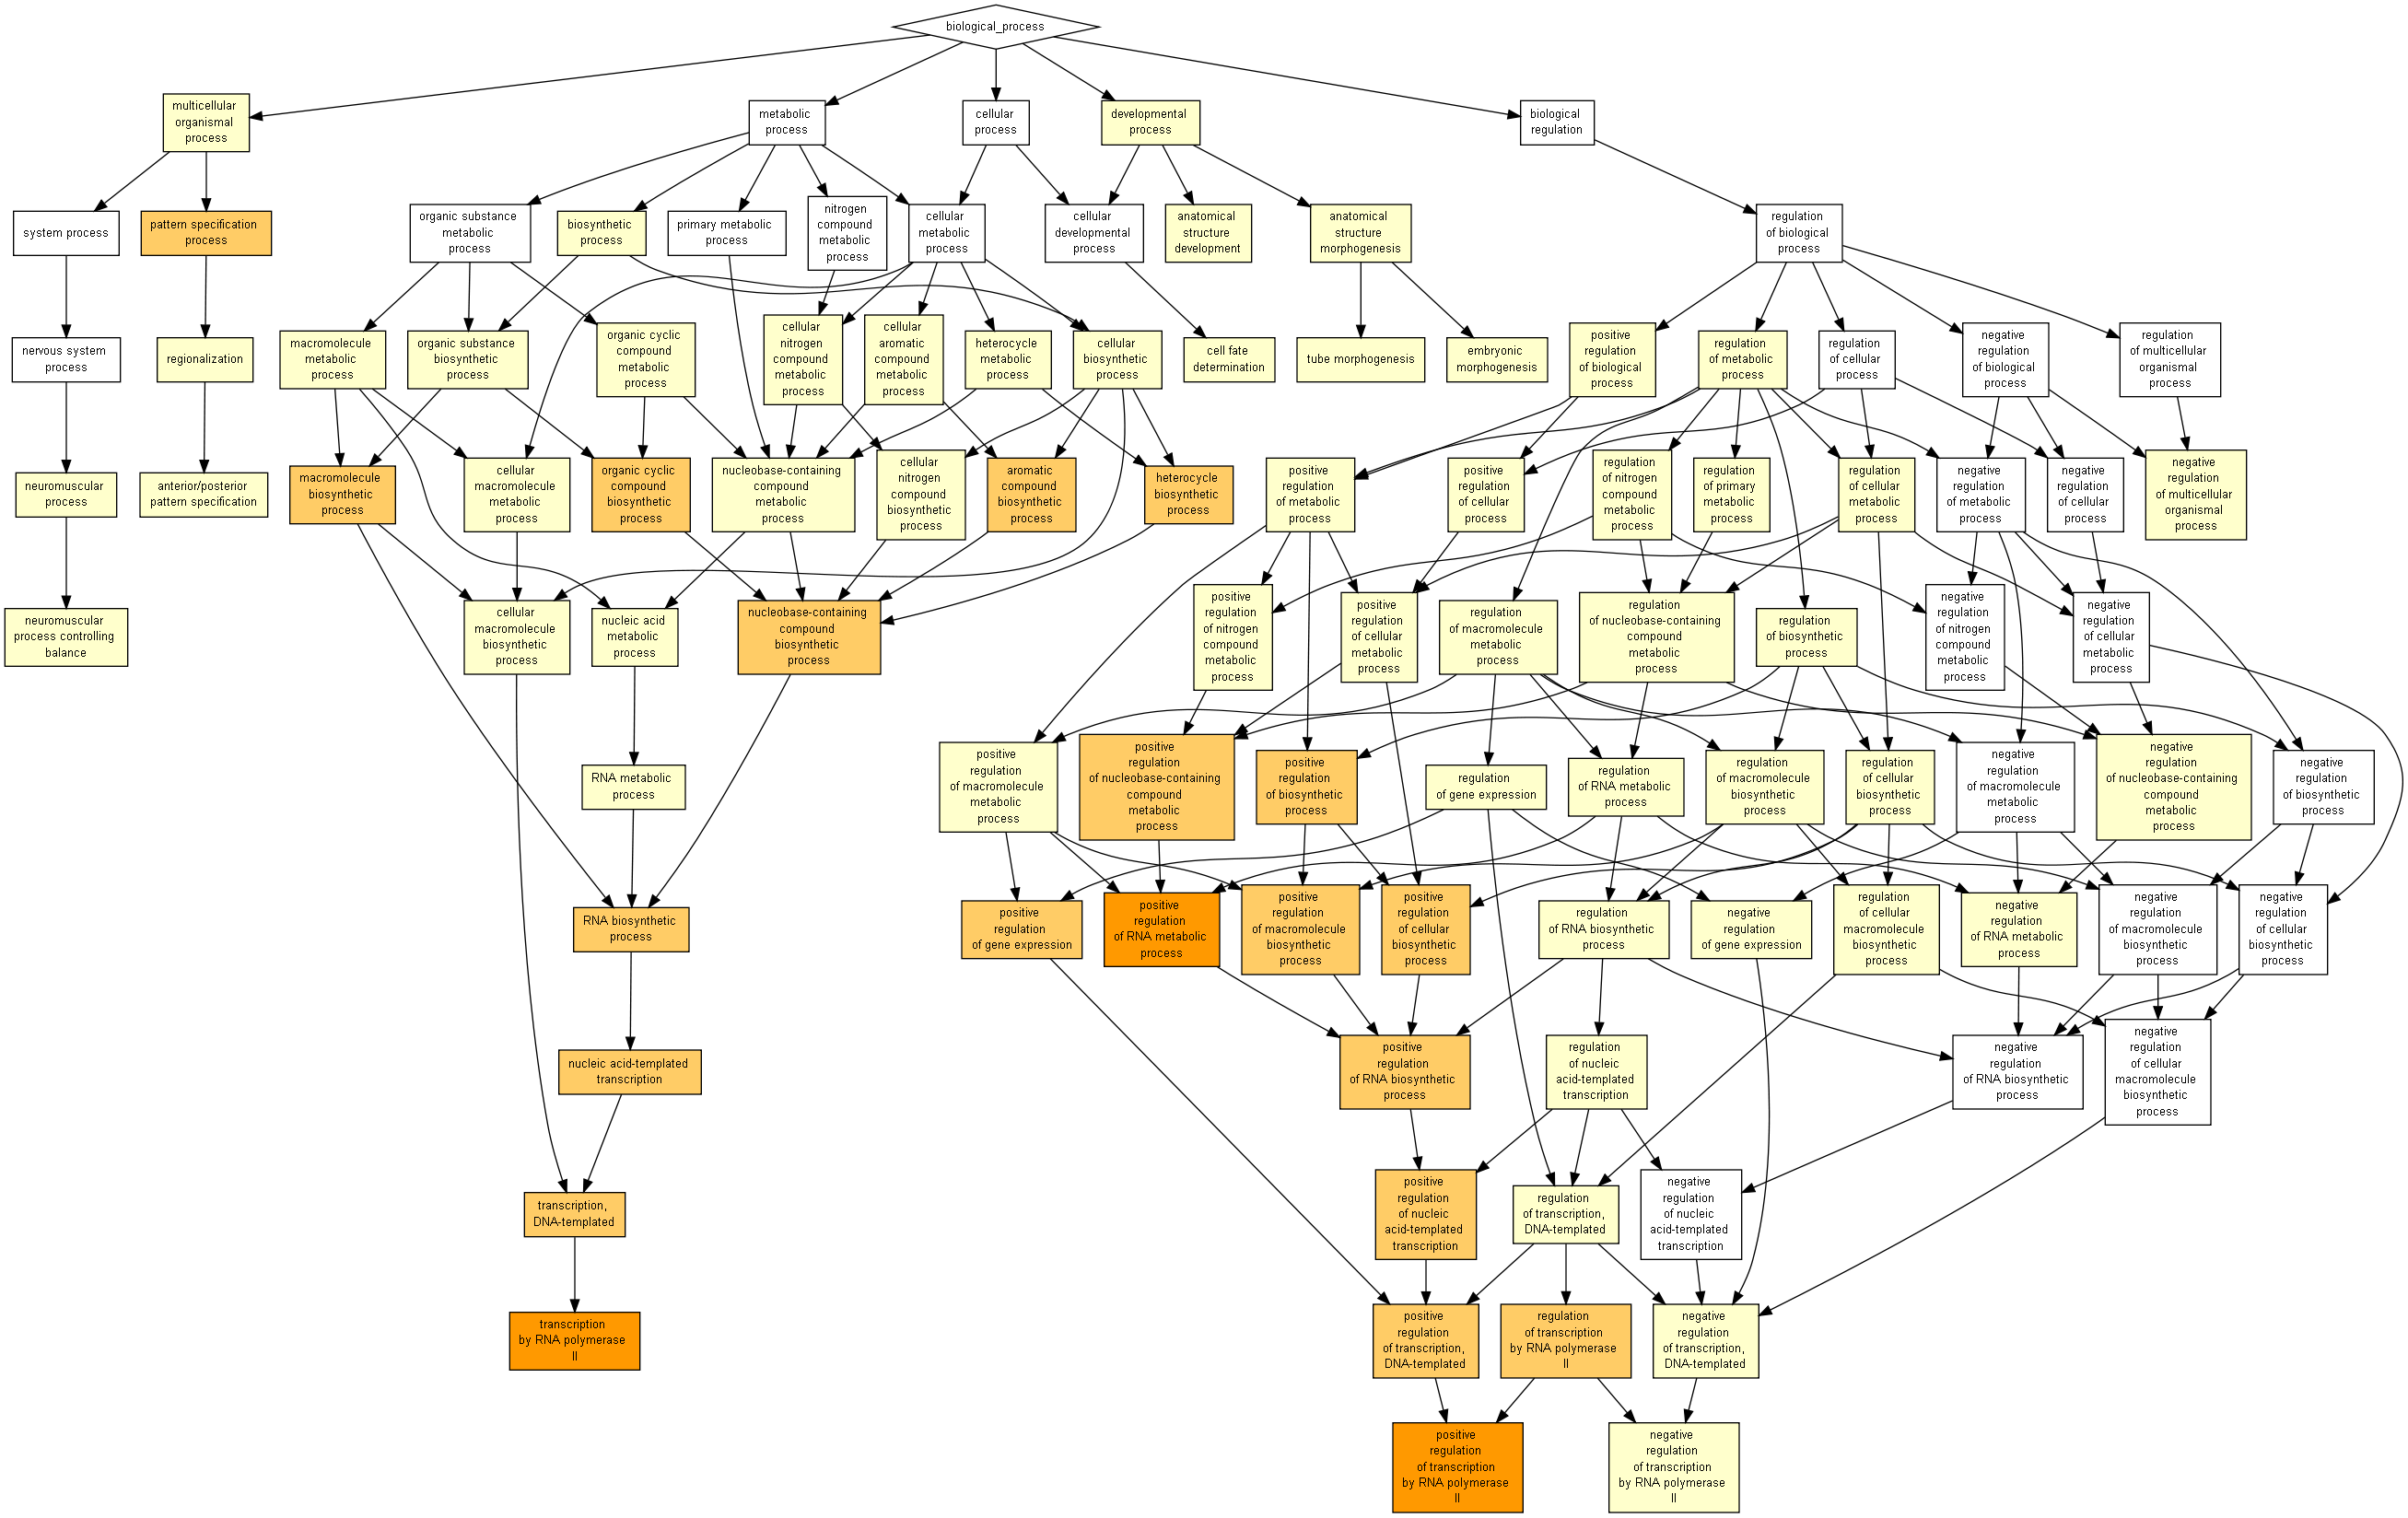 biological_process
multicellular
organismal
process
metabolic
process
cellular
process
developmental
process
biological
regulation
system process
pattern specification
process
organic substance
metabolic
process
biosynthetic
process
primary metabolic
process
nitrogen
compound
metabolic
process
cellular
metabolic
process
cellular
developmental
process
anatomical
structure
development
anatomical
structure
morphogenesis
regulation
of biological
process
nervous system
process
regionalization
macromolecule
metabolic
process
organic substance
biosynthetic
process
organic cyclic
compound
metabolic
process
cellular
nitrogen
compound
metabolic
process
cellular
aromatic
compound
metabolic
process
heterocycle
metabolic
process
cellular
biosynthetic
process
cell fate
determination
tube morphogenesis
embryonic
morphogenesis
positive
regulation
of biological
process
regulation
of metabolic
process
regulation
of cellular
process
negative
regulation
of biological
process
regulation
of multicellular
organismal
process
neuromuscular
process
anterior/posterior
pattern specification
macromolecule
biosynthetic
process
cellular
macromolecule
metabolic
process
organic cyclic
compound
biosynthetic
process
nucleobase-containing
compound
metabolic
process
cellular
nitrogen
compound
biosynthetic
process
aromatic
compound
biosynthetic
process
heterocycle
biosynthetic
process
positive
regulation
of metabolic
process
positive
regulation
of cellular
process
regulation
of nitrogen
compound
metabolic
process
regulation
of primary
metabolic
process
regulation
of cellular
metabolic
process
negative
regulation
of metabolic
process
negative
regulation
of cellular
process
negative
regulation
of multicellular
organismal
process
neuromuscular
process controlling
balance
cellular
macromolecule
biosynthetic
process
nucleic acid
metabolic
process
nucleobase-containing
compound
biosynthetic
process
positive
regulation
of nitrogen
compound
metabolic
process
positive
regulation
of cellular
metabolic
process
regulation
of macromolecule
metabolic
process
regulation
of nucleobase-containing
compound
metabolic
process
regulation
of biosynthetic
process
negative
regulation
of nitrogen
compound
metabolic
process
negative
regulation
of cellular
metabolic
process
RNA metabolic
process
positive
regulation
of macromolecule
metabolic
process
positive
regulation
of nucleobase-containing
compound
metabolic
process
positive
regulation
of biosynthetic
process
regulation
of gene expression
regulation
of RNA metabolic
process
regulation
of macromolecule
biosynthetic
process
regulation
of cellular
biosynthetic
process
negative
regulation
of macromolecule
metabolic
process
negative
regulation
of nucleobase-containing
compound
metabolic
process
negative
regulation
of biosynthetic
process
RNA biosynthetic
process
positive
regulation
of gene expression
positive
regulation
of RNA metabolic
process
positive
regulation
of macromolecule
biosynthetic
process
positive
regulation
of cellular
biosynthetic
process
regulation
of RNA biosynthetic
process
negative
regulation
of gene expression
regulation
of cellular
macromolecule
biosynthetic
process
negative
regulation
of RNA metabolic
process
negative
regulation
of macromolecule
biosynthetic
process
negative
regulation
of cellular
biosynthetic
process
nucleic acid-templated
transcription
positive
regulation
of RNA biosynthetic
process
regulation
of nucleic
acid-templated
transcription
negative
regulation
of RNA biosynthetic
process
negative
regulation
of cellular
macromolecule
biosynthetic
process
transcription,
DNA-templated
positive
regulation
of nucleic
acid-templated
transcription
regulation
of transcription,
DNA-templated
negative
regulation
of nucleic
acid-templated
transcription
transcription
by RNA polymerase
II
positive
regulation
of transcription,
DNA-templated
regulation
of transcription
by RNA polymerase
II
negative
regulation
of transcription,
DNA-templated
positive
regulation
of transcription
by RNA polymerase
II
negative
regulation
of transcription
by RNA polymerase
II